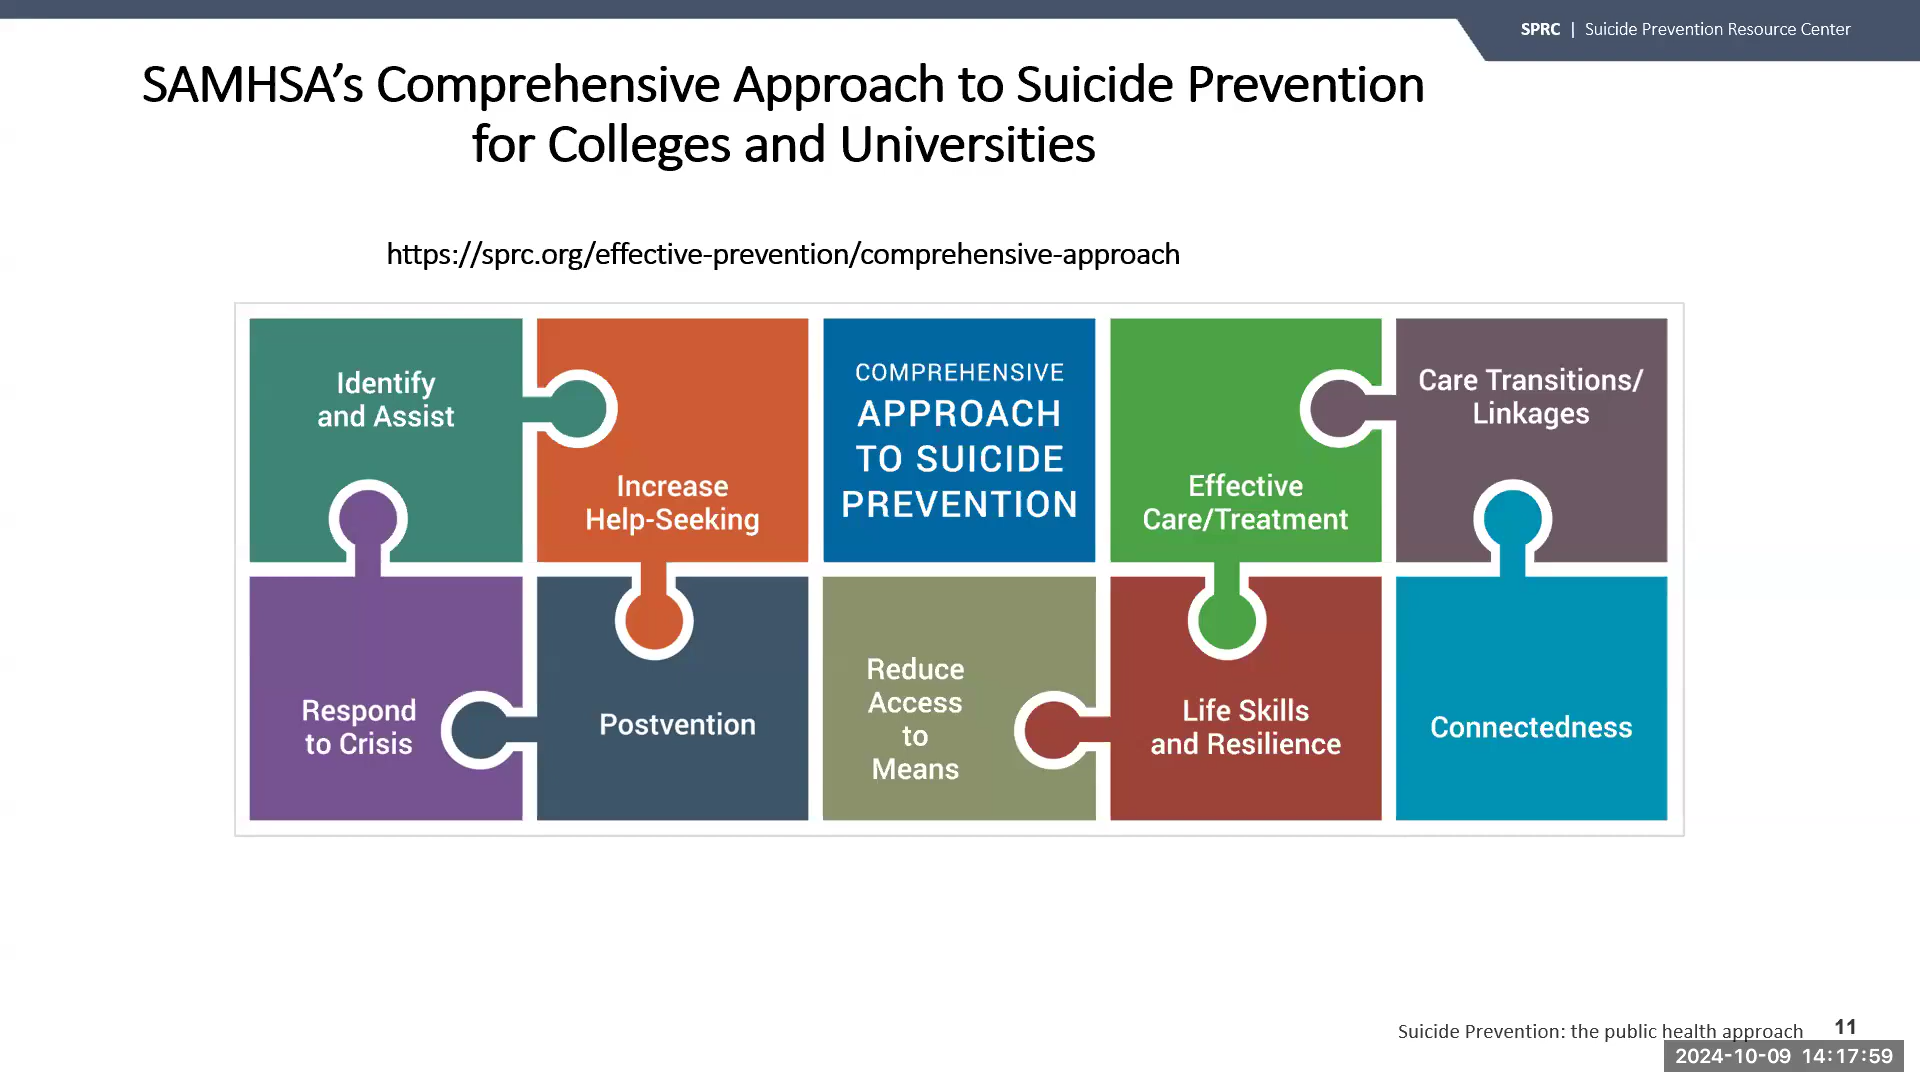 SPRC | Suicide Prevention Resource Center
SAMHSA’s Comprehensive Approach to Suicide Prevention
for Colleges and Universities
https://sprc.org/effective-prevention/comprehensive-approach
Identify
and Assist
Increase
Help-Seeking
COMPREHENSIVE
APPROACH
TO SUICIDE
PREVENTION
Effective
Care/Treatment
Care Transitions/
Linkages
Respond
to Crisis
Postvention
Reduce
Access
to
Means
Life Skills
and Resilience
Connectedness
Suicide Prevention: the public health approach 11
2024-10-09 14:17:59